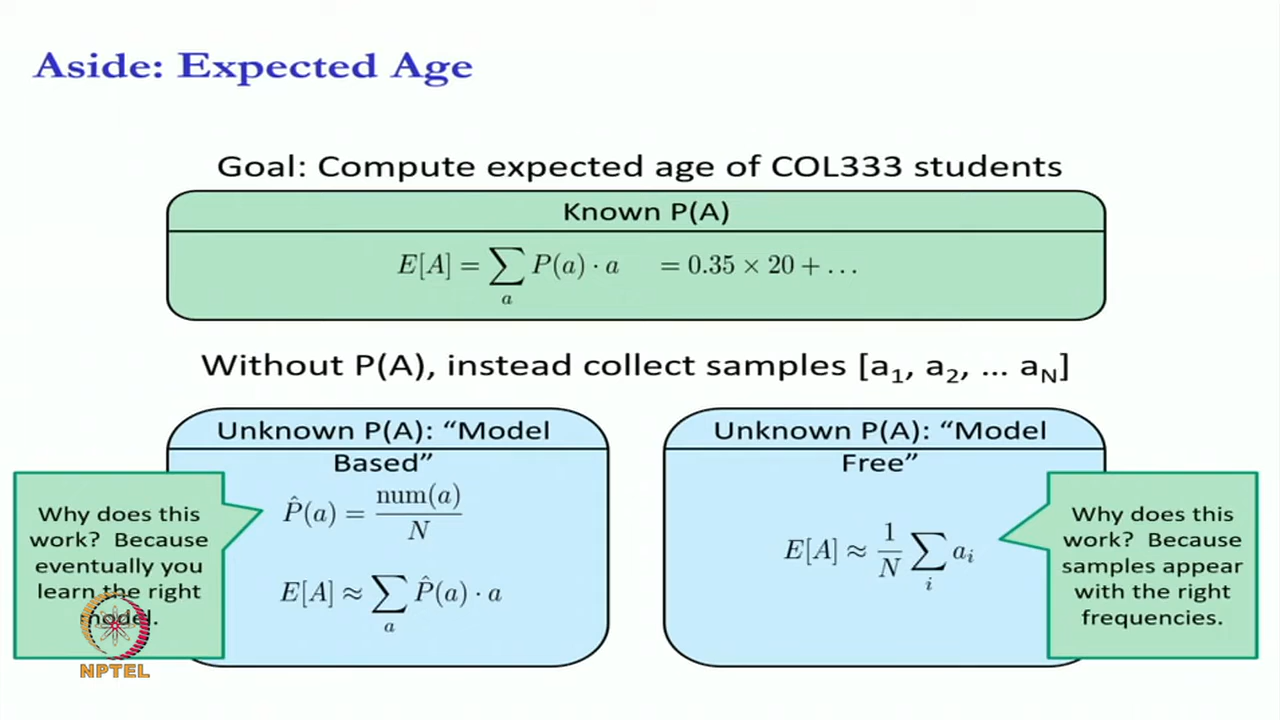 Aside: Expected Age
Goal: Compute expected age of COL333 students
Known P(A)
E[A] = ∑ₐ P(a) · a = 0.35 × 20 + . . .
Without P(A), instead collect samples [a₁, a₂, … a_N]
Unknown P(A): “Model
Based”
P̂(a) = num(a)/N
E[A] ≈ ∑ₐ P̂(a) · a
Why does this
work? Because
eventually you
learn the right
model.
Unknown P(A): “Model
Free”
E[A] ≈ 1/N ∑ᵢ aᵢ
Why does this
work? Because
samples appear
with the right
frequencies.
NPTEL